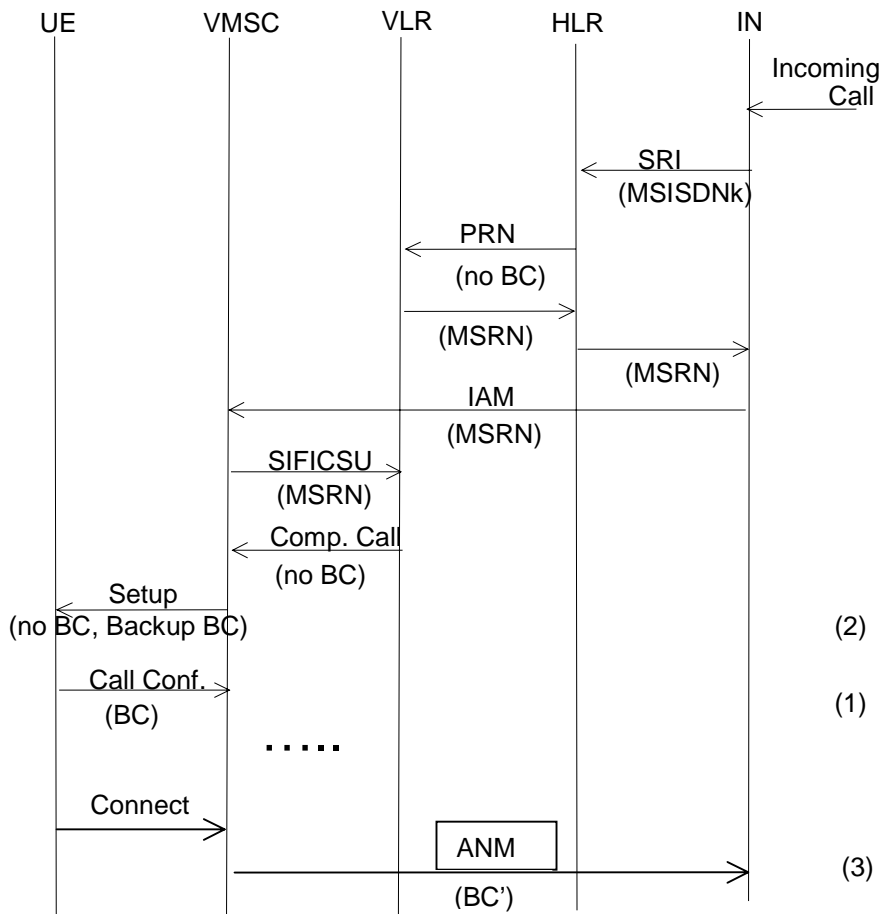 UE VMSC VLR HLR IN
Incoming
Call
SRI
(MSISDNk)
PRN
(no BC)
(MSRN)
(MSRN)
IAM
(MSRN)
SIFICSU
(MSRN)
Comp. Call
(no BC)
Setup
(no BC, Backup BC) (2)
Call Conf.
(BC) (1)
Connect
ANM
(3)
(BC’)